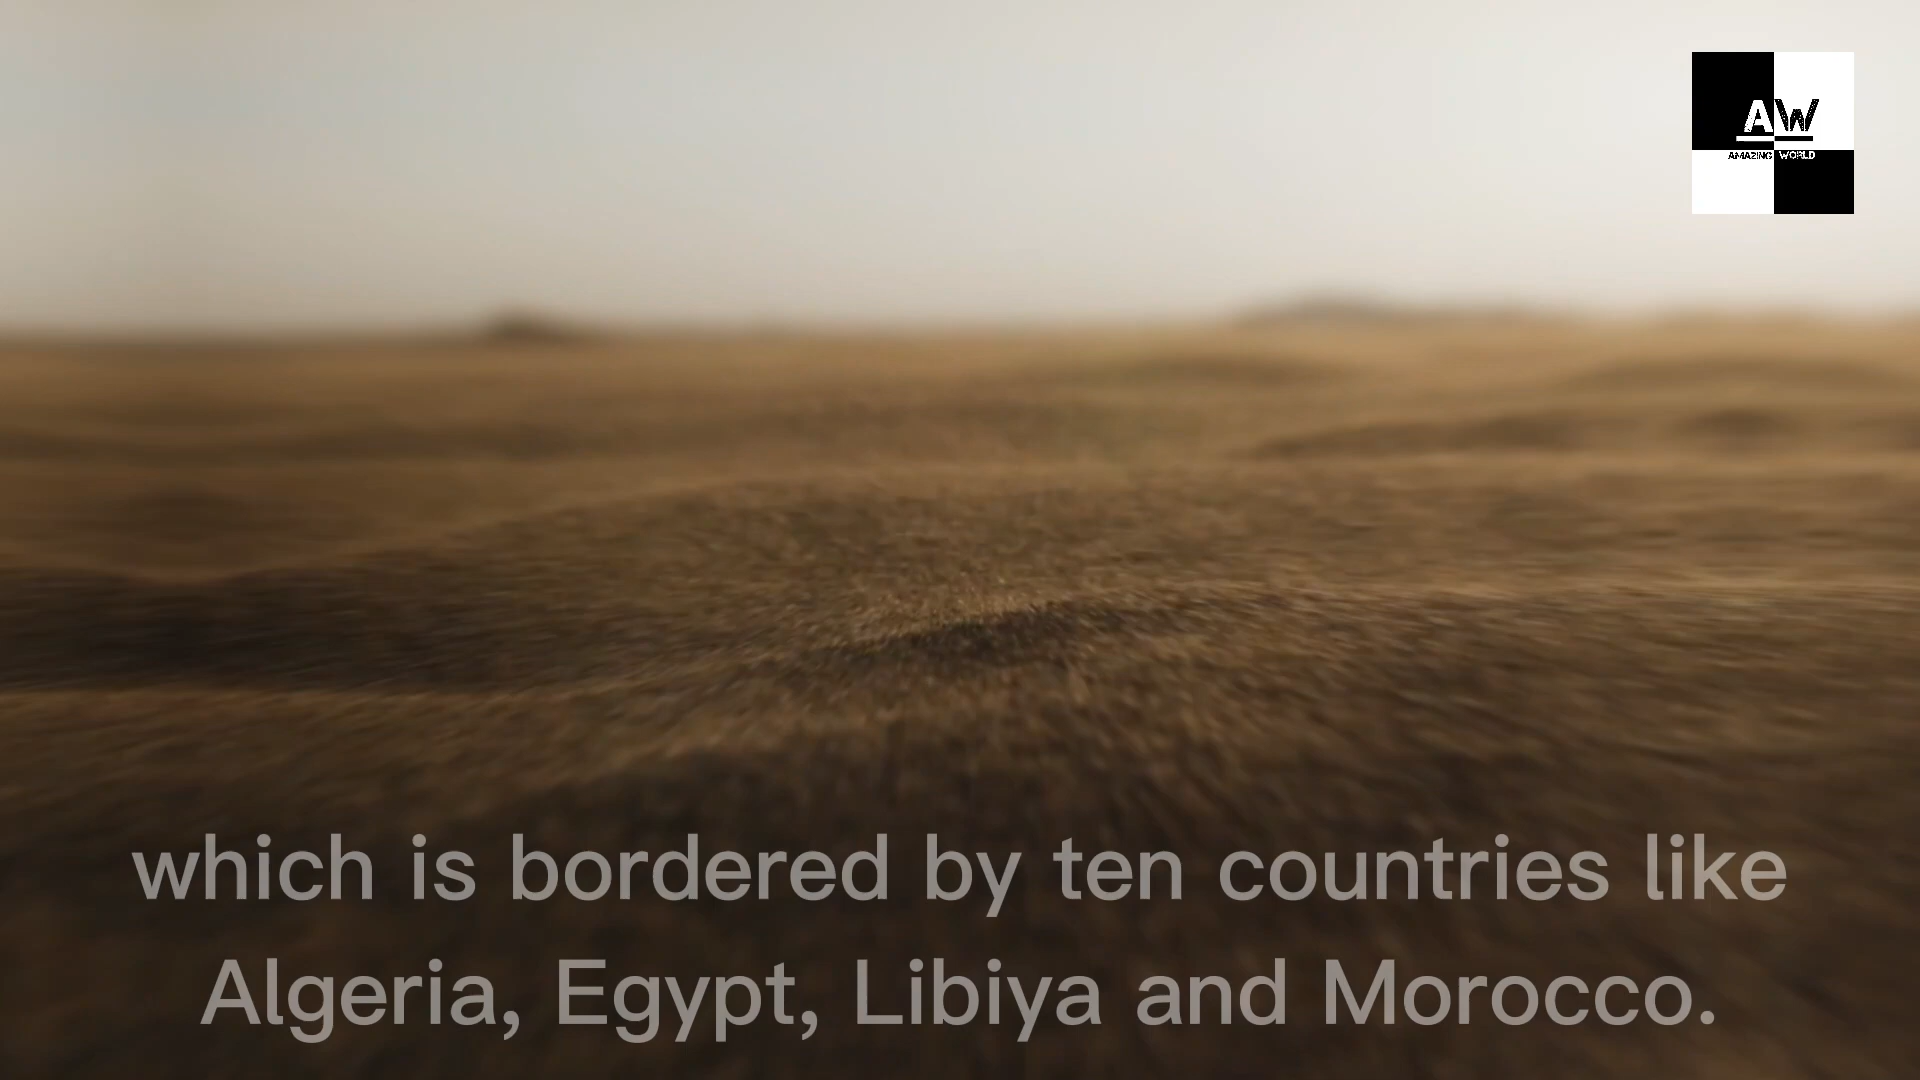 AW
AMAZING WORLD
which is bordered by ten countries like
Algeria, Egypt, Libiya and Morocco.